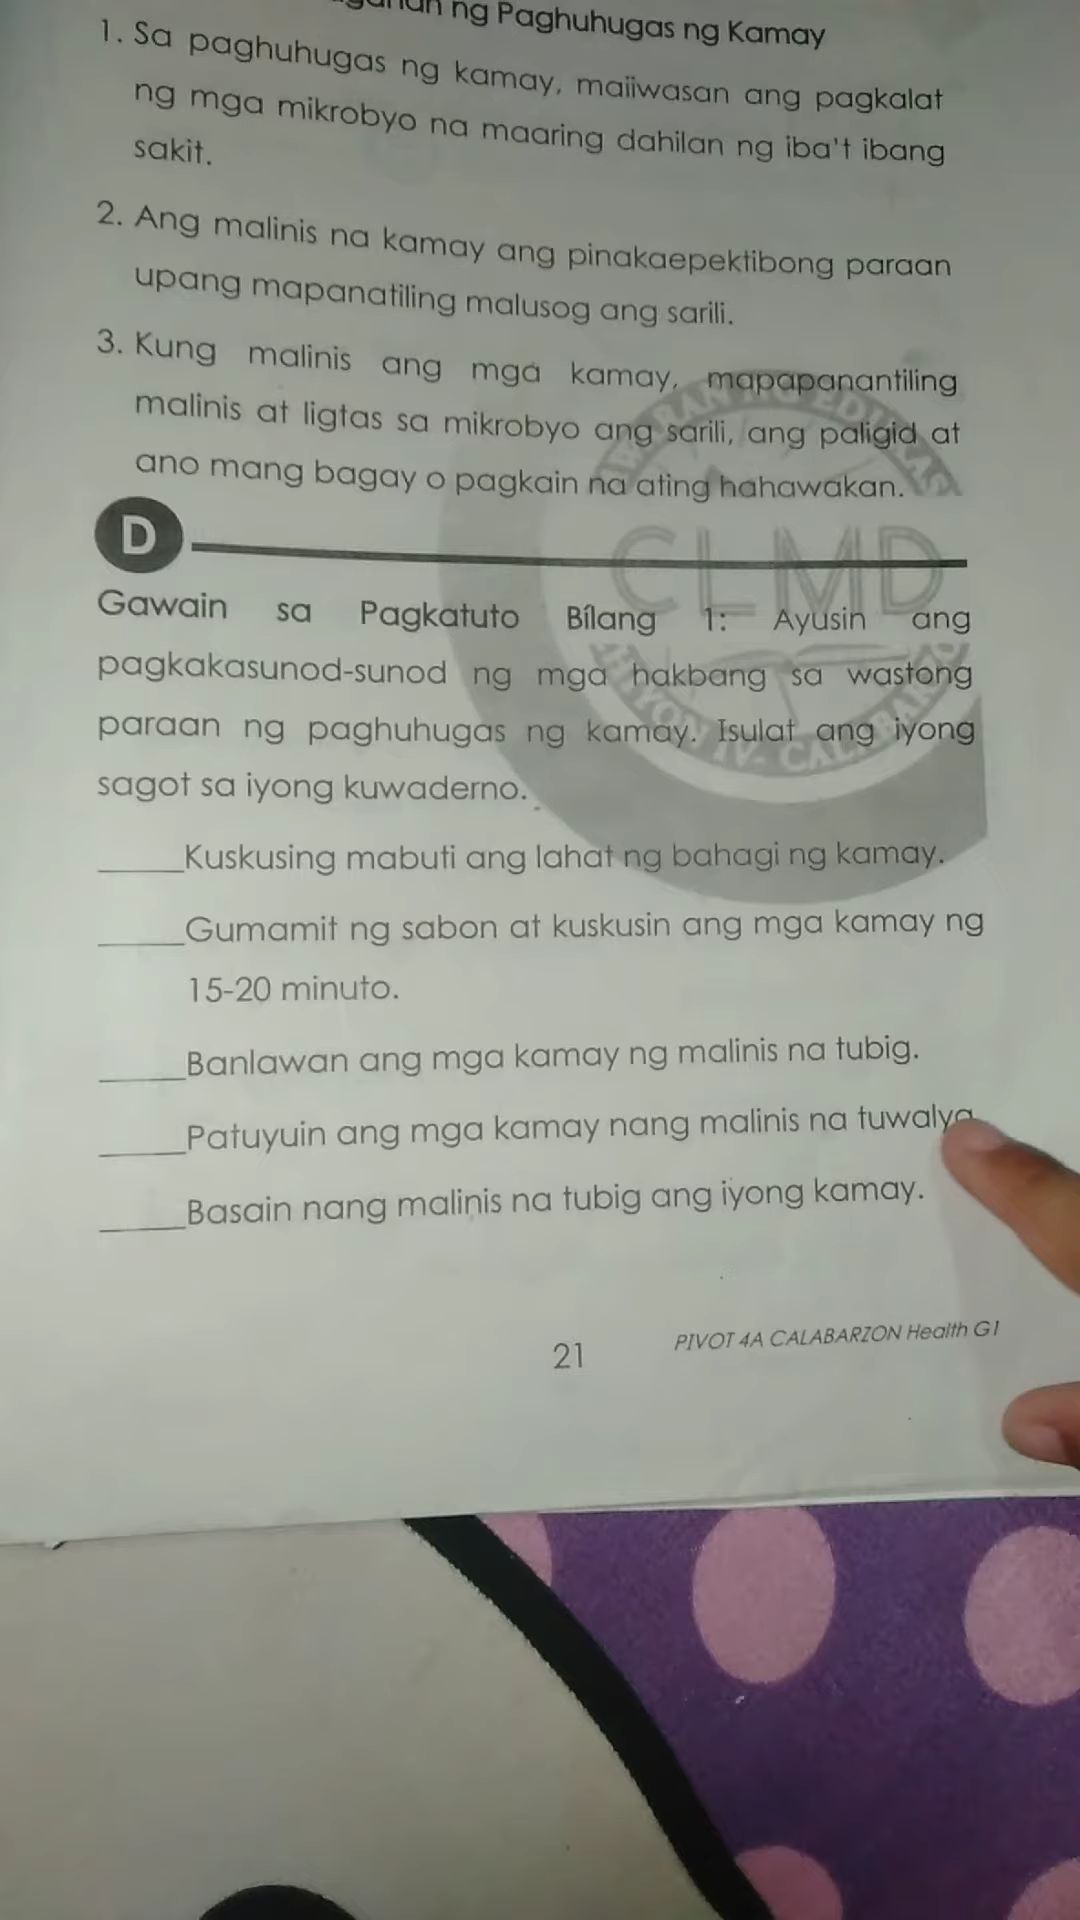 ng Paghuhugas ng Kamay
1. Sa paghuhugas ng kamay, maiiwasan ang pagkalat
ng mga mikrobyo na maaring dahilan ng iba't ibang
sakit.
2. Ang malinis na kamay ang pinakaepektibong paraan
upang mapanatiling malusog ang sarili.
3. Kung malinis ang mga kamay, mapapanantiling
malinis at ligtas sa mikrobyo ang sarili, ang paligid at
ano mang bagay o pagkain na ating hahawakan.
D
CLMD
IV- CALABARZON
Gawain sa Pagkatuto Bilang 1: Ayusin ang
pagkakasunod-sunod ng mga hakbang sa wastong
paraan ng paghuhugas ng kamay. Isulat ang iyong
sagot sa iyong kuwaderno.
_____Kuskusing mabuti ang lahat ng bahagi ng kamay.
_____Gumamit ng sabon at kuskusin ang mga kamay ng
15-20 minuto.
_____Banlawan ang mga kamay ng malinis na tubig.
_____Patuyuin ang mga kamay nang malinis na tuwalya
_____Basain nang malinis na tubig ang iyong kamay.
21
PIVOT 4A CALABARZON Health G1